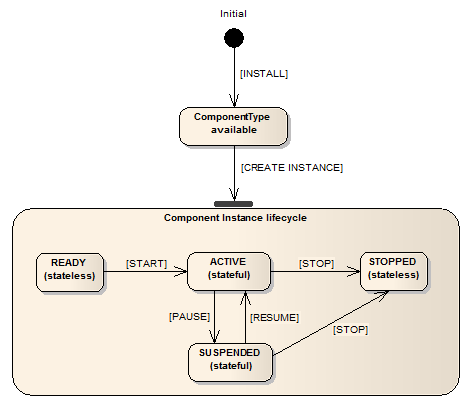 Initial
[INSTALL]
ComponentType
available
[CREATE INSTANCE]
Component Instance lifecycle
READY
(stateless)
[START]
ACTIVE
(stateful)
[STOP]
STOPPED
(stateless)
[PAUSE]
[RESUME]
[STOP]
SUSPENDED
(stateful)